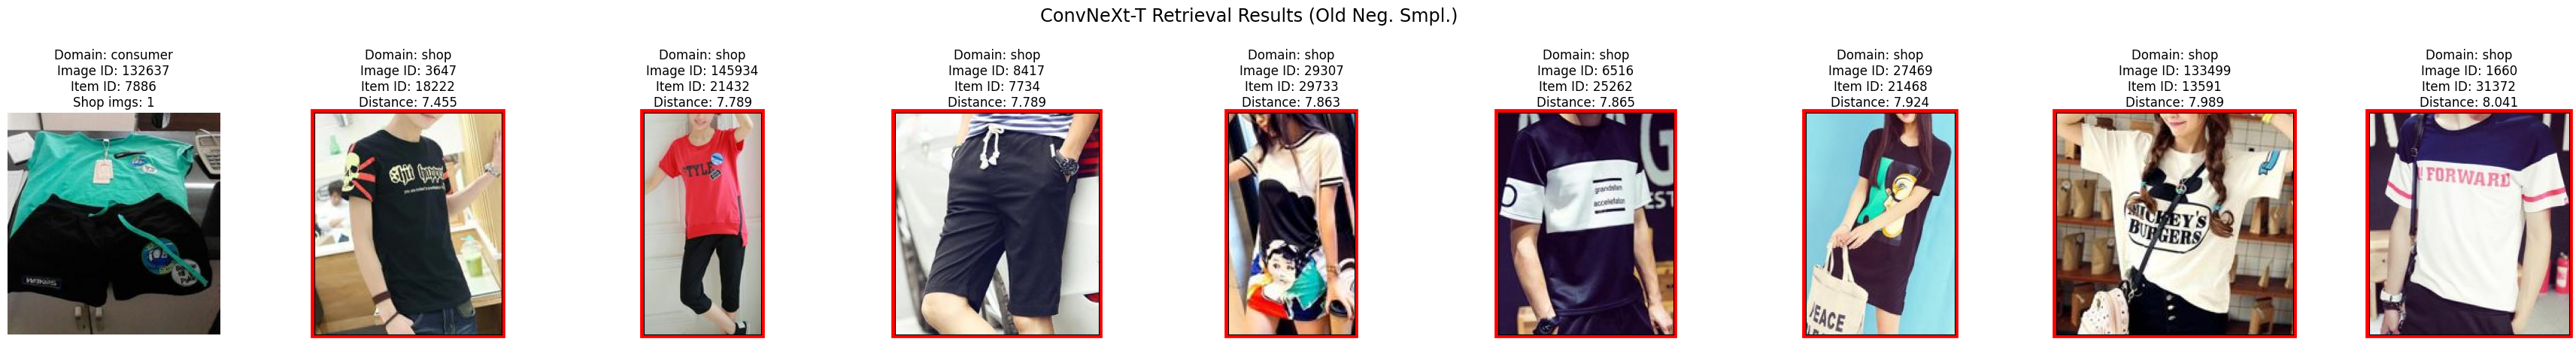 ConvNeXt-T Retrieval Results (Old Neg. Smpl.)
Domain: consumer
Image ID: 132637
Item ID: 7886
Shop imgs: 1
Domain: shop
Image ID: 3647
Item ID: 18222
Distance: 7.455
Domain: shop
Image ID: 145934
Item ID: 21432
Distance: 7.789
Domain: shop
Image ID: 8417
Item ID: 7734
Distance: 7.789
Domain: shop
Image ID: 29307
Item ID: 29733
Distance: 7.863
Domain: shop
Image ID: 6516
Item ID: 25262
Distance: 7.865
Domain: shop
Image ID: 27469
Item ID: 21468
Distance: 7.924
Domain: shop
Image ID: 133499
Item ID: 13591
Distance: 7.989
Domain: shop
Image ID: 1660
Item ID: 31372
Distance: 8.041
TYLE
grandsten
PEACE
MICKEY'S
BURGERS
FORWARD